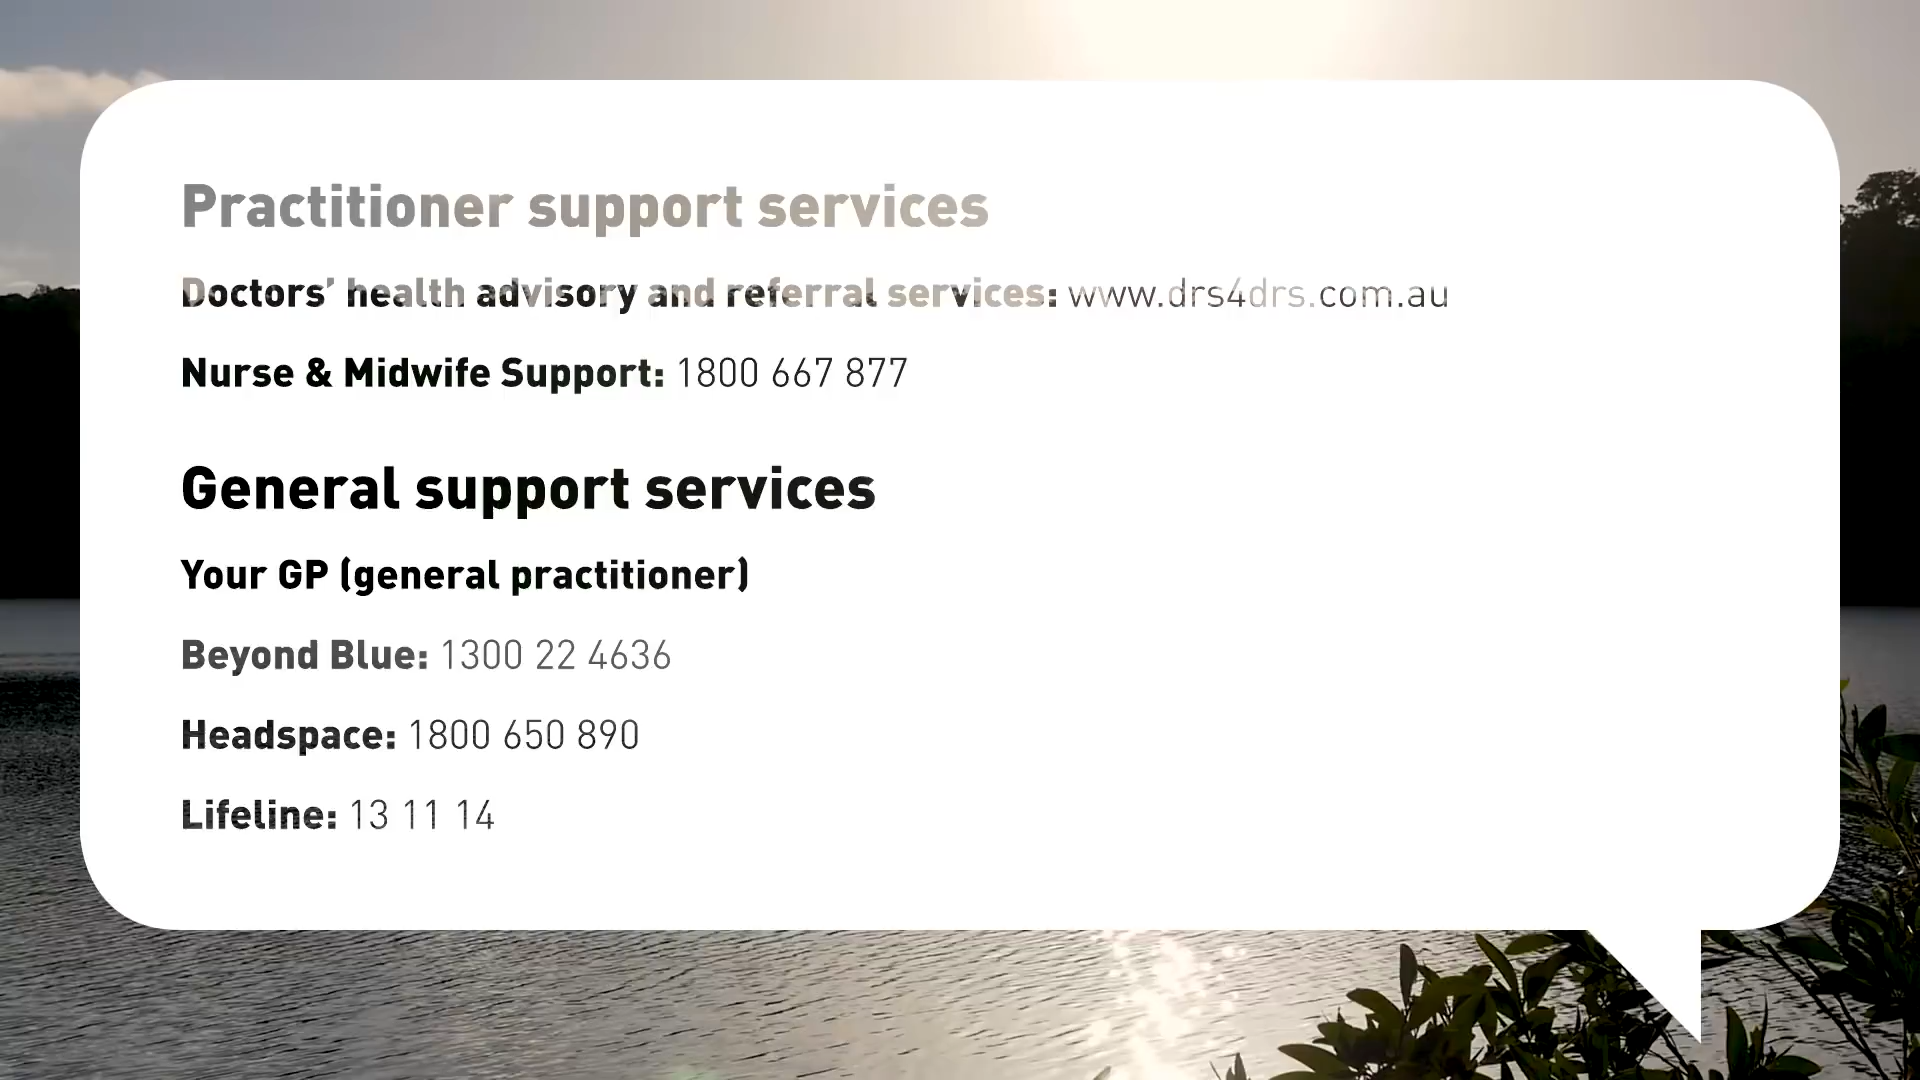 Practitioner support services
Doctors’ health advisory and referral services: www.drs4drs.com.au
Nurse & Midwife Support: 1800 667 877
General support services
Your GP (general practitioner)
Beyond Blue: 1300 22 4636
Headspace: 1800 650 890
Lifeline: 13 11 14